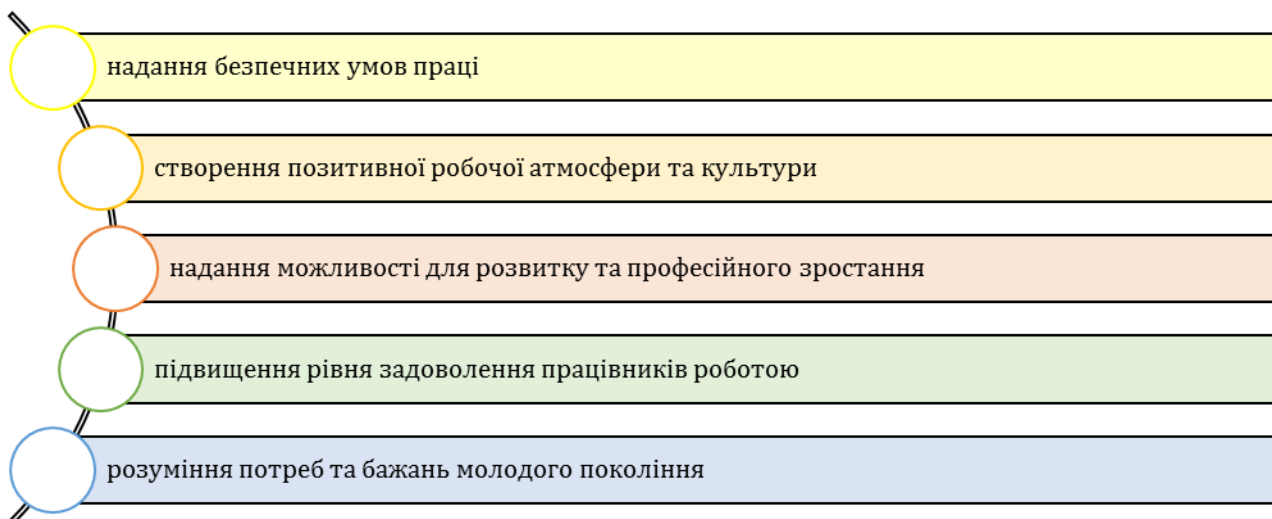 надання безпечних умов праці
створення позитивної робочої атмосфери та культури
надання можливості для розвитку та професійного зростання
підвищення рівня задоволення працівників роботою
розуміння потреб та бажань молодого покоління